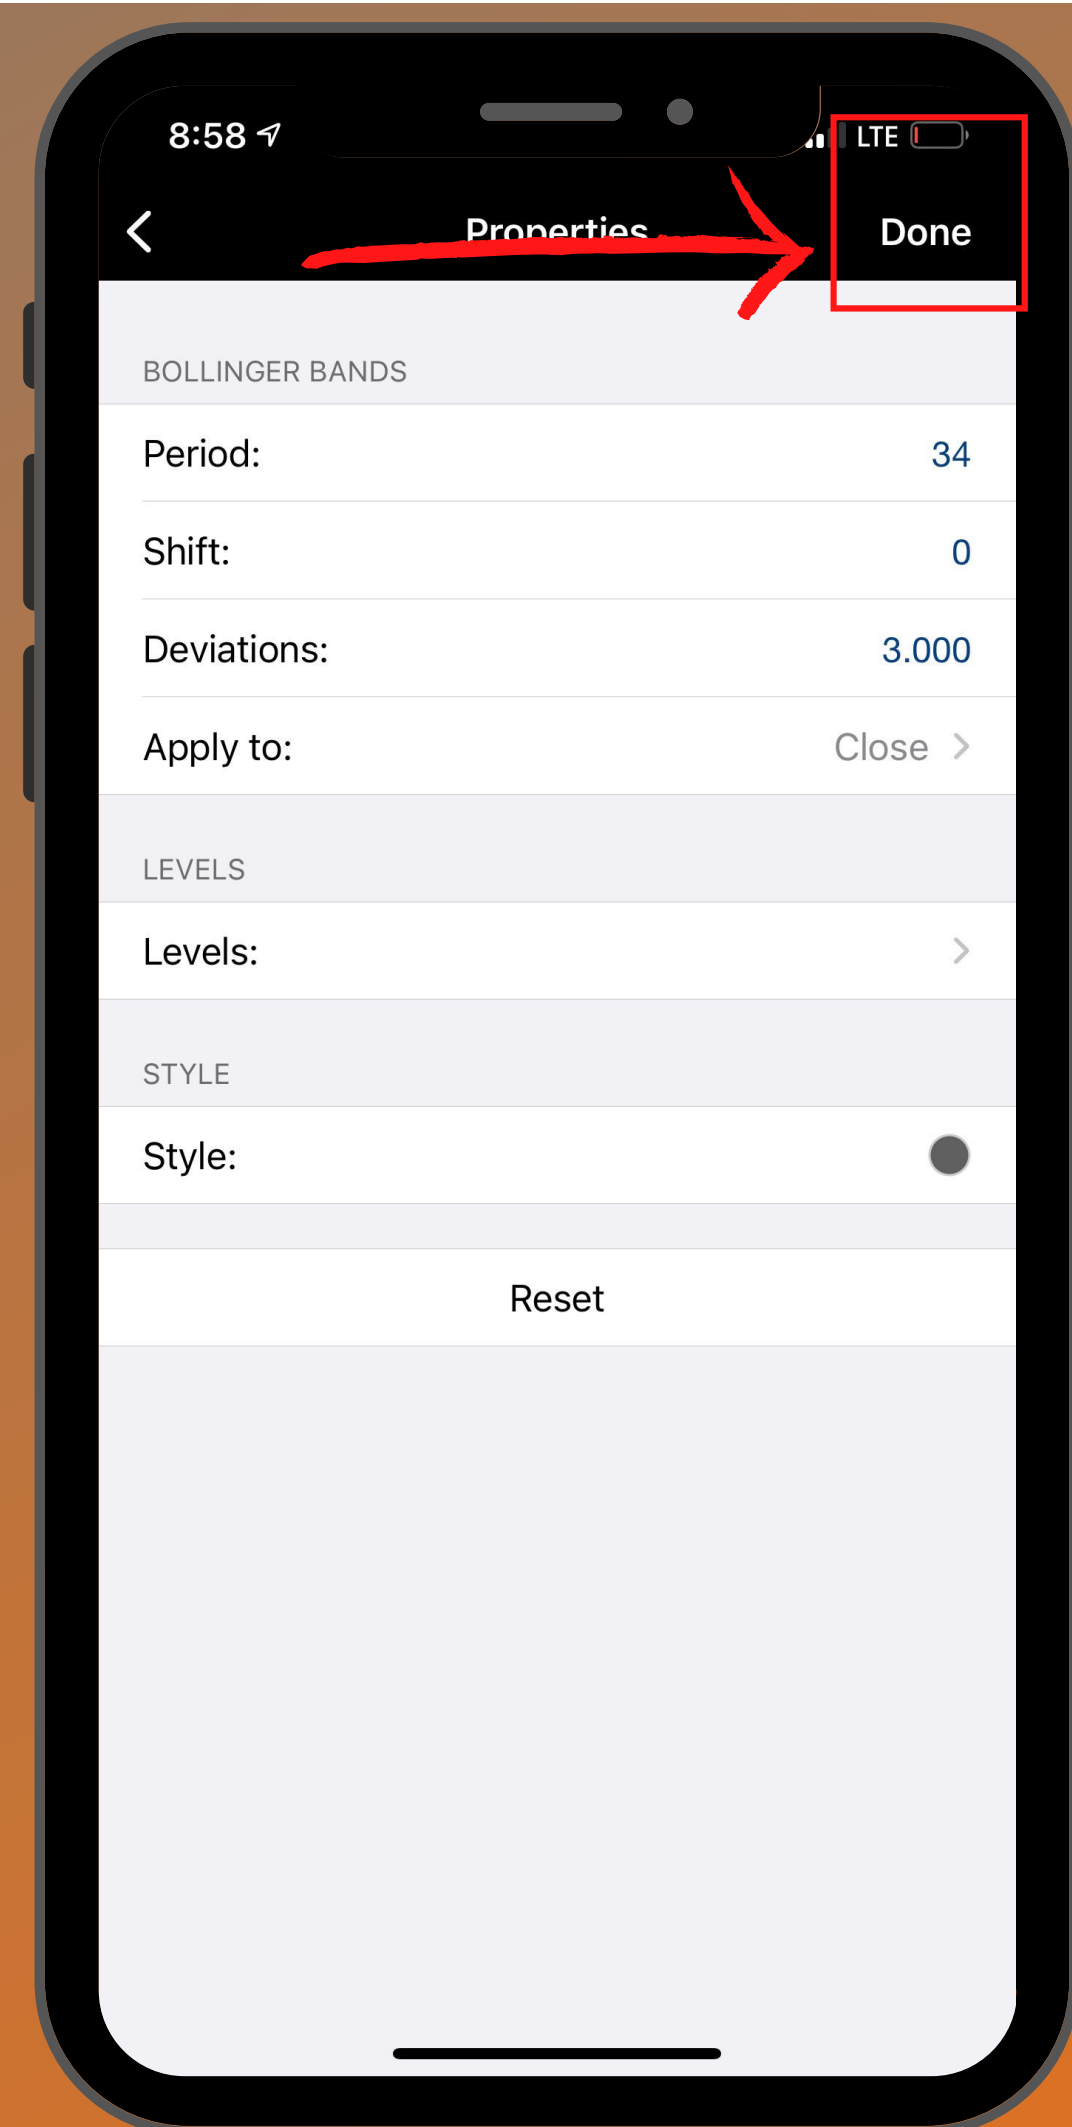 8:58 LTE
Properties Done
BOLLINGER BANDS
Period: 34
Shift: 0
Deviations: 3.000
Apply to: Close
LEVELS
Levels:
STYLE
Style:
Reset